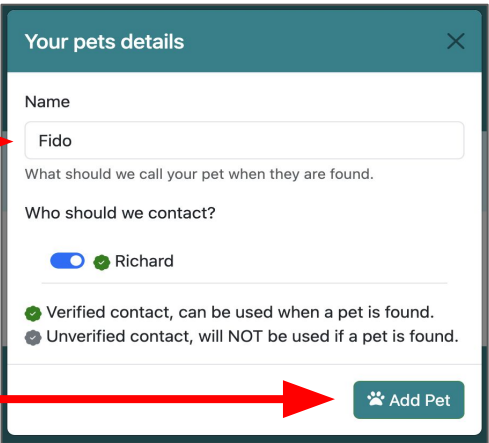 Your pets details
Name
Fido
What should we call your pet when they are found.
Who should we contact?
Richard
Verified contact, can be used when a pet is found.
Unverified contact, will NOT be used if a pet is found.
Add Pet